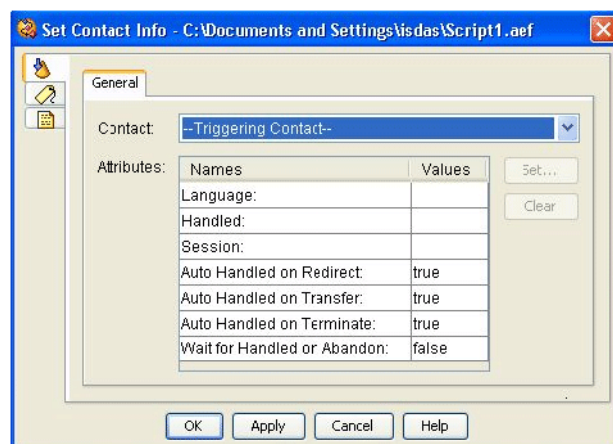 Set Contact Info - C:\Documents and Settings\isdas\Script1.aef
General
Contact: --Triggering Contact--
Attributes: Names Values Set...
Language: Clear
Handled:
Session:
Auto Handled on Redirect: true
Auto Handled on Transfer: true
Auto Handled on Terminate: true
Wait for Handled or Abandon: false
OK Apply Cancel Help